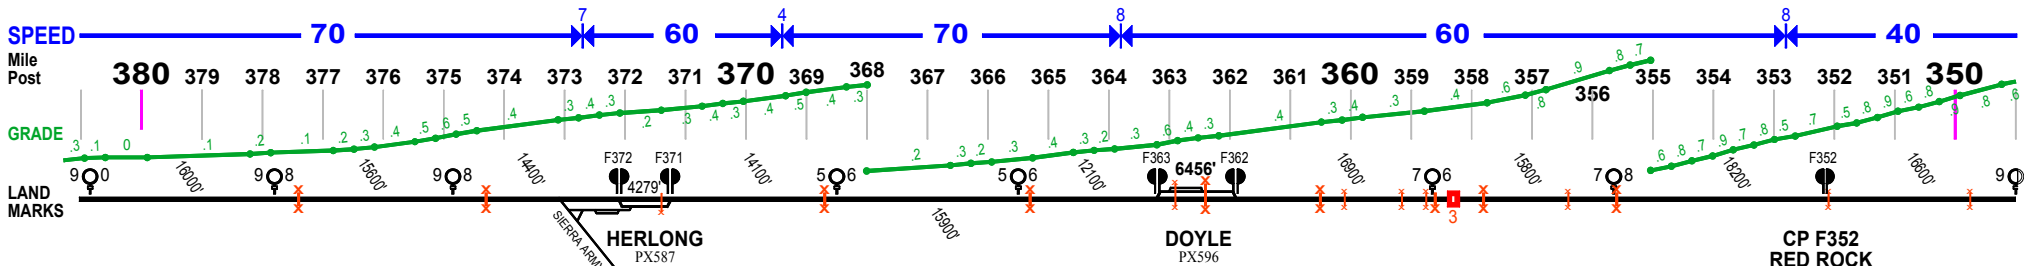 7 4 8 8
SPEED 70 60 70 60 40
Mile
Post
380 379 378 377 376 375 374 373 372 371 370 369 368 367 366 365 364 363 362 361 360 359 358 357 356 355 354 353 352 351 350
GRADE
.3 .1 0 .1 .2 .1 .2 .3 .4 .5 .6 .5 .4 .3 .4 .3 .2 .3 .4 .3 .4 .5 .4 .3
.2 .3 .2 .3 .4 .3 .2 .3 .6 .4 .3 .4 .3 .4 .3 .4 .6 .8 .9 .8 .7
.6 .8 .7 .9 .7 .8 .5 .7 .5 .8 .9 .6 .8 .9 .8 .6
16000' 15600' 14400' 14100' 15900' 12100' 16900' 15800' 18200' 16600'
F372 F371 F363 F362 F352
LAND
MARKS
9 0 9 8 9 8 4279' 5 6 5 6 6456' 7 6 7 8 9
3
SIERRA ARMY
HERLONG
PX587
DOYLE
PX596
CP F352
RED ROCK